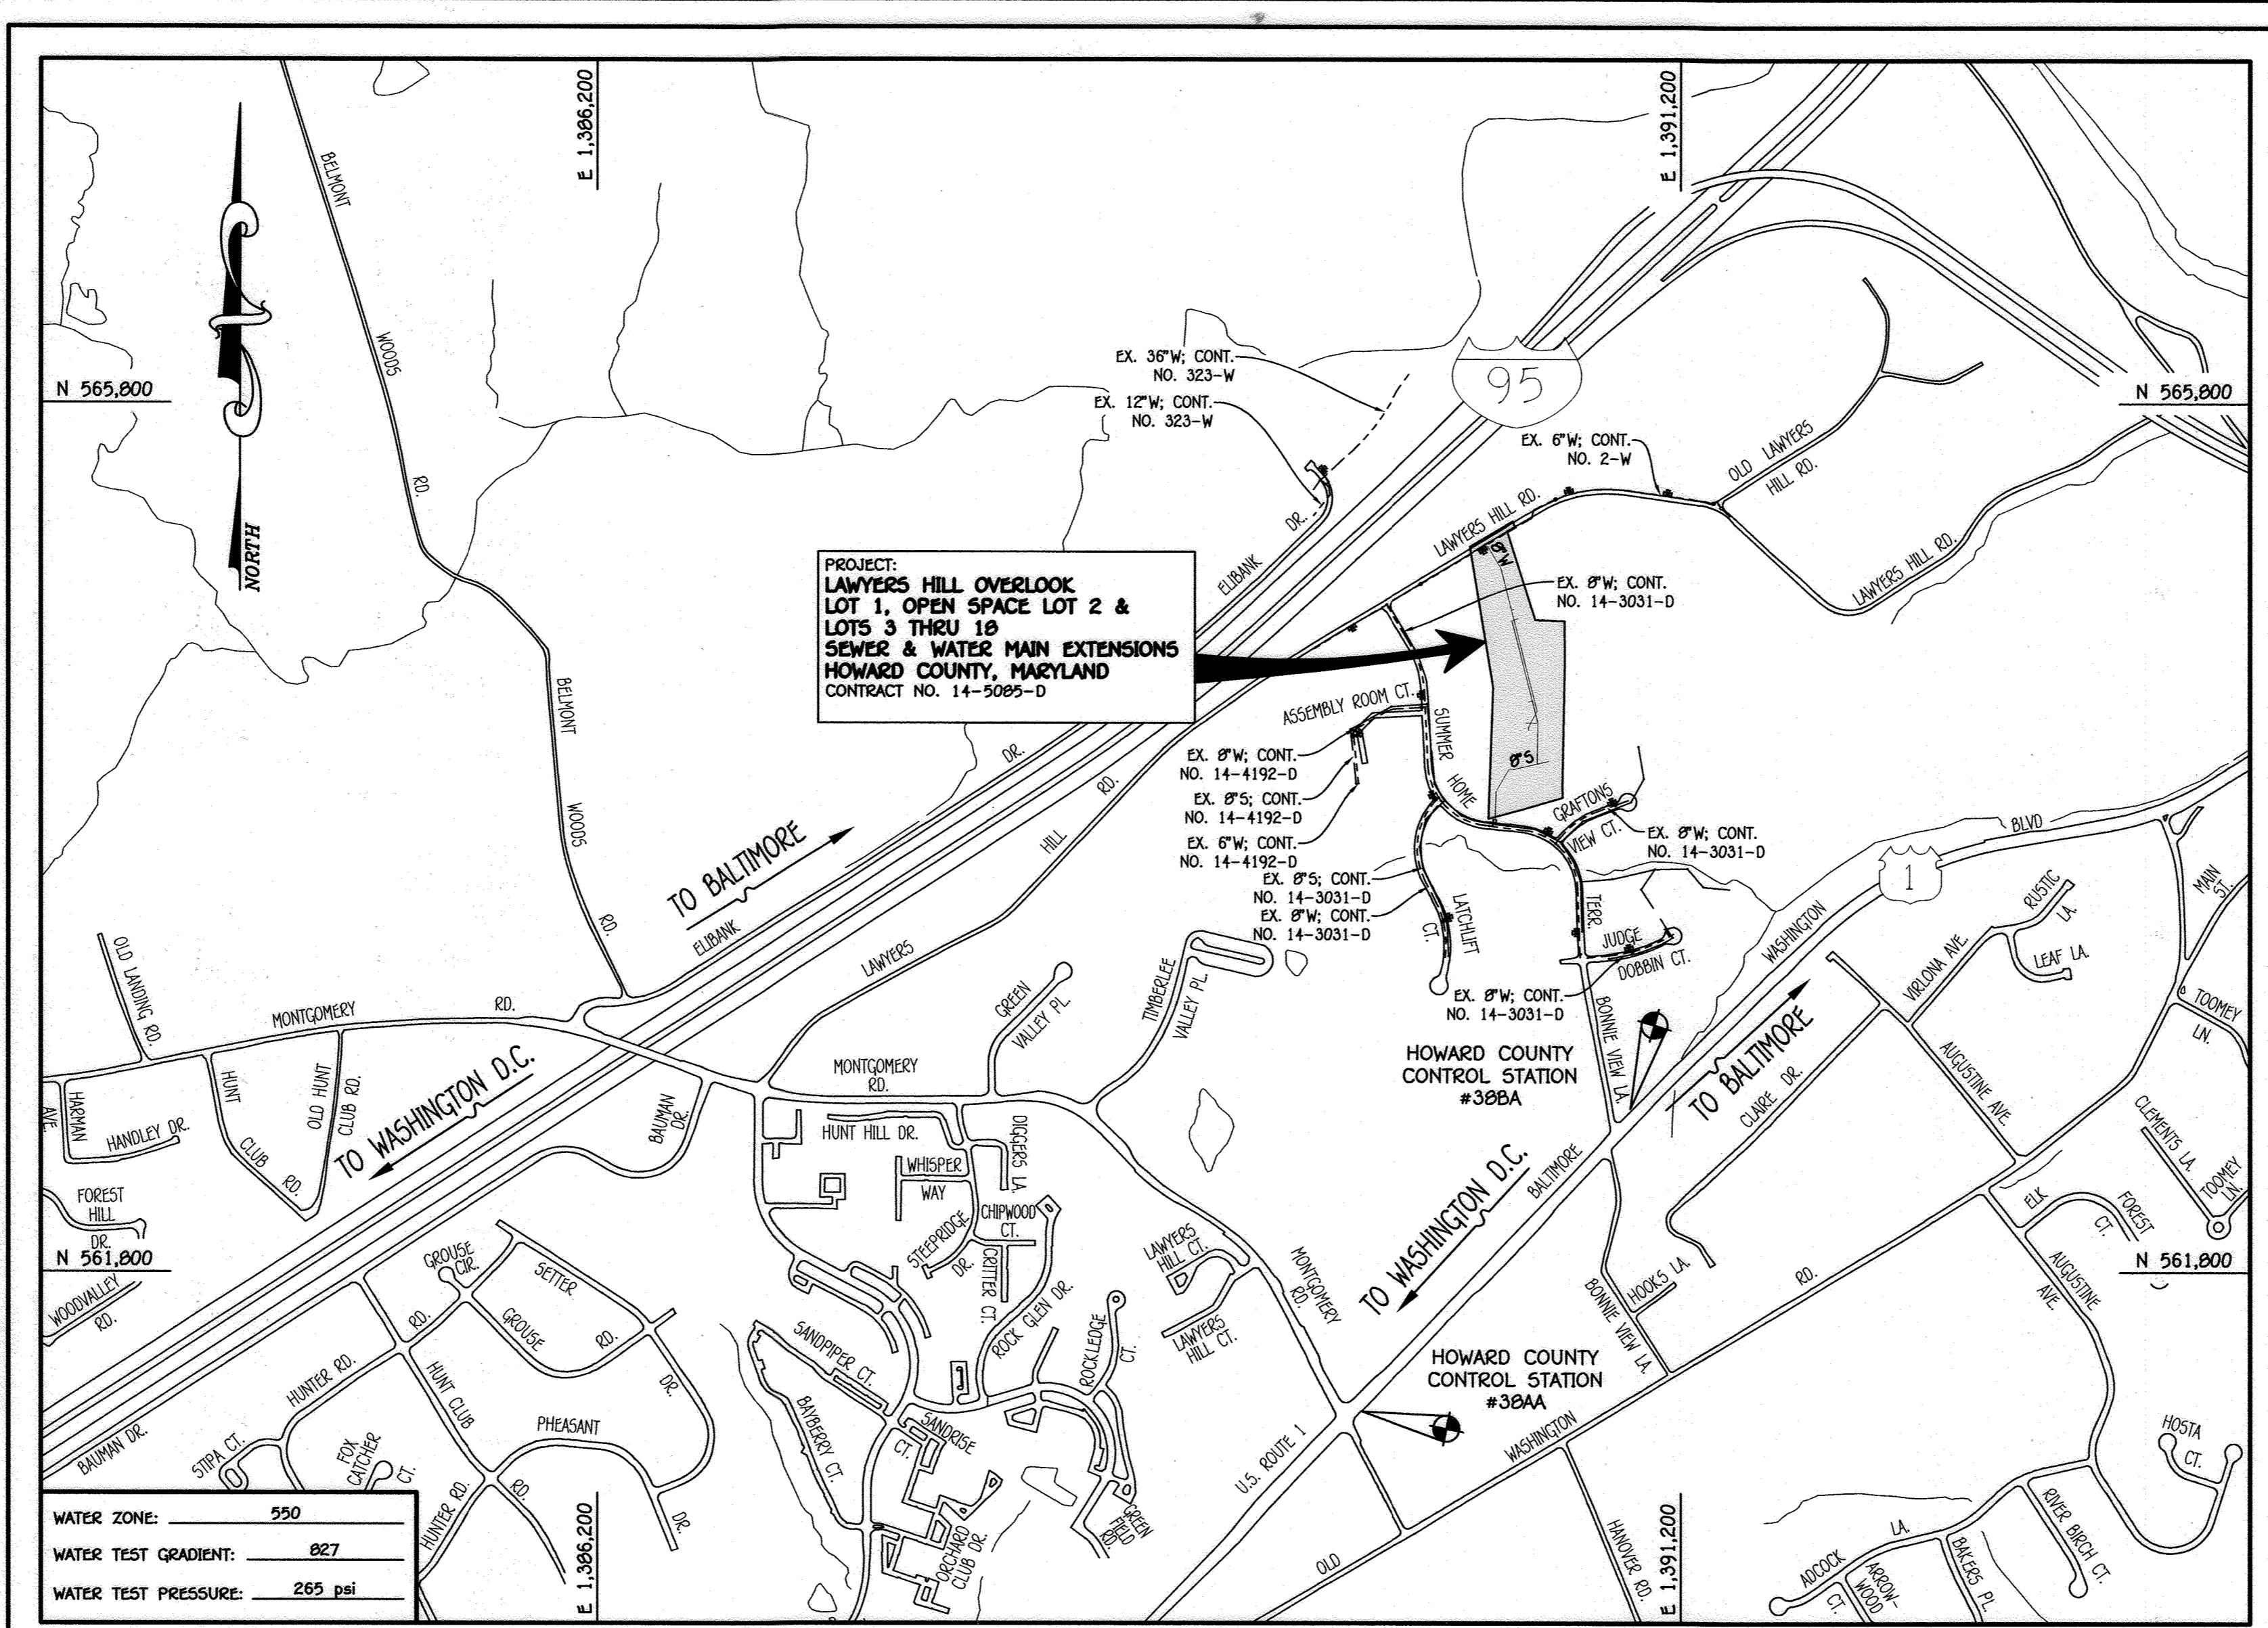 E 1,386,200
E 1,391,200
BELMONT
WOODS
RD.
N 565,800
NORTH
EX. 36"W; CONT.
NO. 323-W
EX. 12"W; CONT.
NO. 323-W
95
N 565,800
EX. 6"W; CONT.
NO. 2-W
OLD LAWYERS
HILL RD.
LAWYERS HILL RD.
LAWYERS HILL RD.
ELIBANK
DR.
8"W
PROJECT:
LAWYERS HILL OVERLOOK
LOT 1, OPEN SPACE LOT 2 &
LOTS 3 THRU 18
SEWER & WATER MAIN EXTENSIONS
HOWARD COUNTY, MARYLAND
CONTRACT NO. 14-5085-D
EX. 8"W; CONT.
NO. 14-3031-D
BELMONT
WOODS
RD.
ASSEMBLY ROOM CT.
SUMMER
HOME
TERR.
8"S
EX. 8"W; CONT.
NO. 14-4192-D
EX. 8"S; CONT.
NO. 14-4192-D
EX. 6"W; CONT.
NO. 14-4192-D
EX. 8"S; CONT.
NO. 14-3031-D
EX. 8"W; CONT.
NO. 14-3031-D
GRAFTONS
VIEW CT.
EX. 8"W; CONT.
NO. 14-3031-D
LATCHLIFT
CT.
JUDGE
DOBBIN CT.
EX. 8"W; CONT.
NO. 14-3031-D
TO BALTIMORE
ELIBANK
DR.
LAWYERS
HILL
RD.
WASHINGTON
BLVD
1
MAIN
ST.
RUSTIC
LA.
LEAF LA.
VIRLONA AVE.
TOOMEY
LN.
OLD LANDING RD.
MONTGOMERY
RD.
GREEN
VALLEY PL.
TIMBERLEE
VALLEY PL.
BONNIE VIEW LA.
HOWARD COUNTY
CONTROL STATION
#38BA
TO BALTIMORE
CLAIRE DR.
AUGUSTINE AVE.
CLEMENTS LA.
TOOMEY
LN.
AVE
HARMAN
HANDLEY DR.
HUNT
CLUB
RD.
OLD HUNT
CLUB RD.
TO WASHINGTON D.C.
BAUMAN
DR.
MONTGOMERY
RD.
HUNT HILL DR.
DIGGERS LA.
WHISPER
WAY
STEEPRIDGE
DR.
CHIPWOOD
CT.
CRITTER CT.
ROCK GLEN DR.
FOREST
HILL
DR.
N 561,800
WOODVALLEY
RD.
GROUSE
CIR.
SETTER
RD.
GROUSE
RD.
DR.
LAWYERS
HILL CT.
LAWYERS
HILL CT.
MONTGOMERY
RD.
TO WASHINGTON D.C.
BALTIMORE
BONNIE VIEW LA.
HOOKS LA.
RD.
ELK
FOREST
CT.
AUGUSTINE
AVE.
N 561,800
HUNTER RD.
HUNT CLUB
RD.
PHEASANT
DR.
SANDPIPER CT.
BAYBERRY CT.
SANDRISE
CT.
ROCKLEDGE
CT.
HOWARD COUNTY
CONTROL STATION
#38AA
U.S. ROUTE 1
WASHINGTON
OLD
BAUMAN DR.
STIPA CT.
FOX
CATCHER
CT.
HUNTER RD.
ORCHARD
CLUB DR.
GREEN
FIELD
RD.
HANOVER RD.
HOSTA
CT.
RIVER BIRCH CT.
LA.
ADCOCK
ARROW-
WOOD
CT.
BAKERS PL.
WATER ZONE: 550
WATER TEST GRADIENT: 827
WATER TEST PRESSURE: 265 psi
E 1,386,200
E 1,391,200